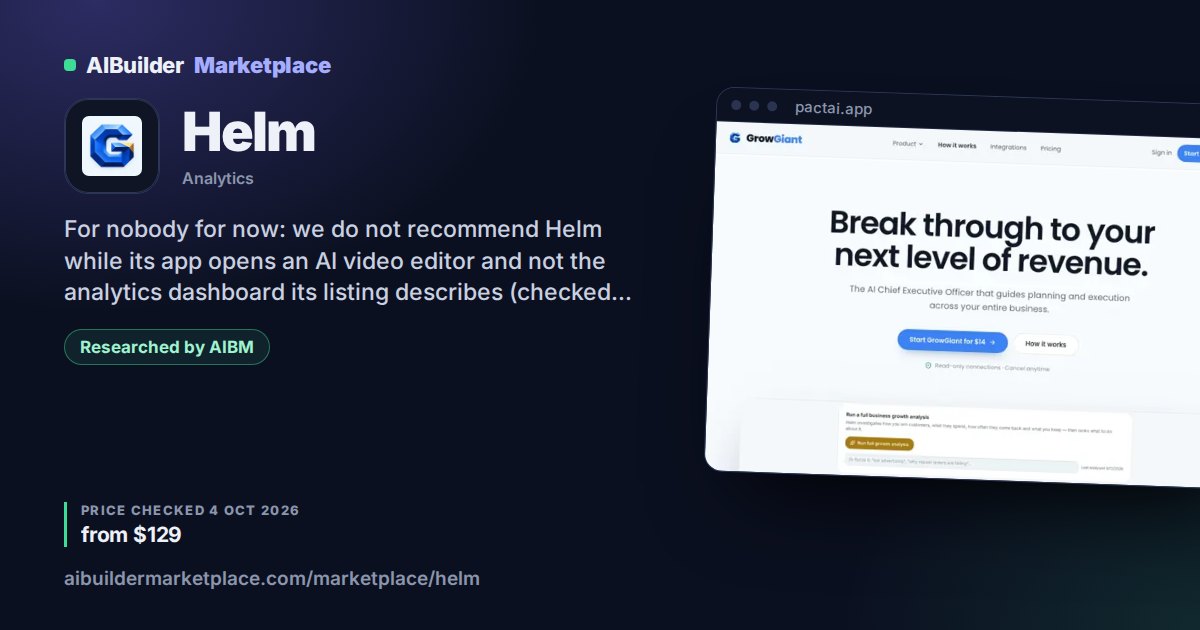 AIBuilder Marketplace
Helm
Analytics
For nobody for now: we do not recommend Helm
while its app opens an AI video editor and not the
analytics dashboard its listing describes (checked...
Researched by AIBM
PRICE CHECKED 4 OCT 2026
from $129
aibuildermarketplace.com/marketplace/helm
pactai.app
GrowGiant
Product
How it works
Integrations
Pricing
Sign in
Start
Break through to your
next level of revenue.
The AI Chief Executive Officer that guides planning and execution
across your entire business.
Start GrowGiant for $14 →
How it works
Read-only connections · Cancel anytime
Run a full business growth analysis
Run full growth analysis